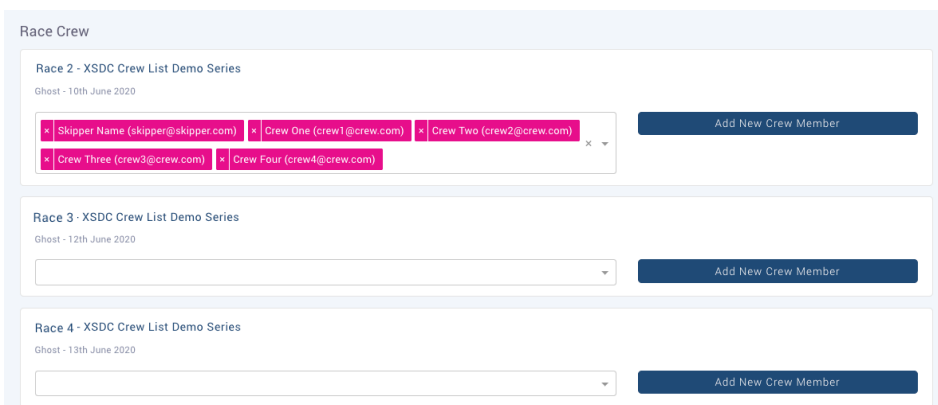 Race Crew
Race 2 - XSDC Crew List Demo Series
Ghost - 10th June 2020
× Skipper Name (skipper@skipper.com) × Crew One (crew1@crew.com) × Crew Two (crew2@crew.com)
× Crew Three (crew3@crew.com) × Crew Four (crew4@crew.com)
×
Add New Crew Member
Race 3 - XSDC Crew List Demo Series
Ghost - 12th June 2020
Add New Crew Member
Race 4 - XSDC Crew List Demo Series
Ghost - 13th June 2020
Add New Crew Member